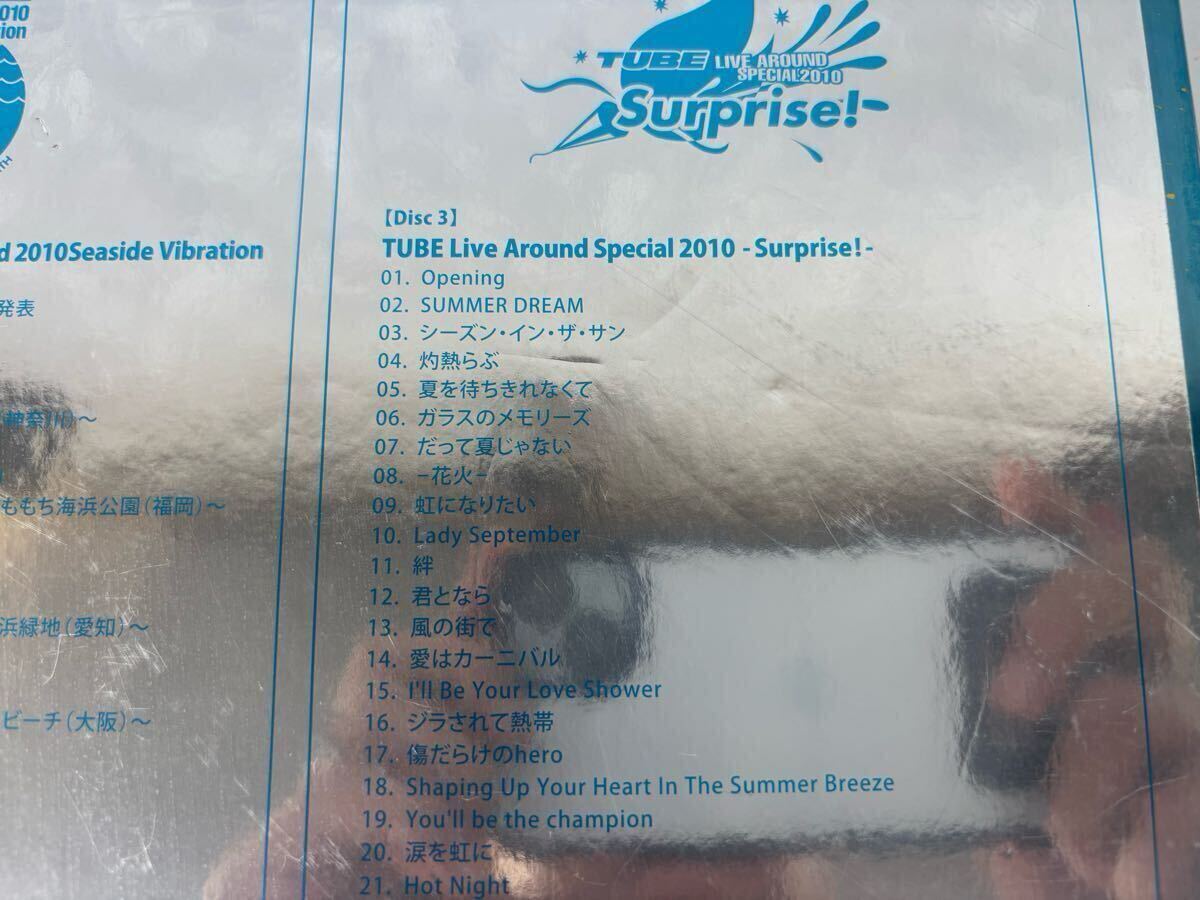 2010
tion
TH
d 2010Seaside Vibration
発表
神奈川)～
ももち海浜公園(福岡)～
浜緑地(愛知)～
ビーチ(大阪)～
TUBE LIVE AROUND
SPECIAL2010
Surprise!
【Disc 3】
TUBE Live Around Special 2010 - Surprise! -
01. Opening
02. SUMMER DREAM
03. シーズン・イン・ザ・サン
04. 灼熱らぶ
05. 夏を待ちきれなくて
06. ガラスのメモリーズ
07. だって夏じゃない
08. －花火－
09. 虹になりたい
10. Lady September
11. 絆
12. 君となら
13. 風の街で
14. 愛はカーニバル
15. I'll Be Your Love Shower
16. ジラされて熱帯
17. 傷だらけのhero
18. Shaping Up Your Heart In The Summer Breeze
19. You'll be the champion
20. 涙を虹に
21. Hot Night